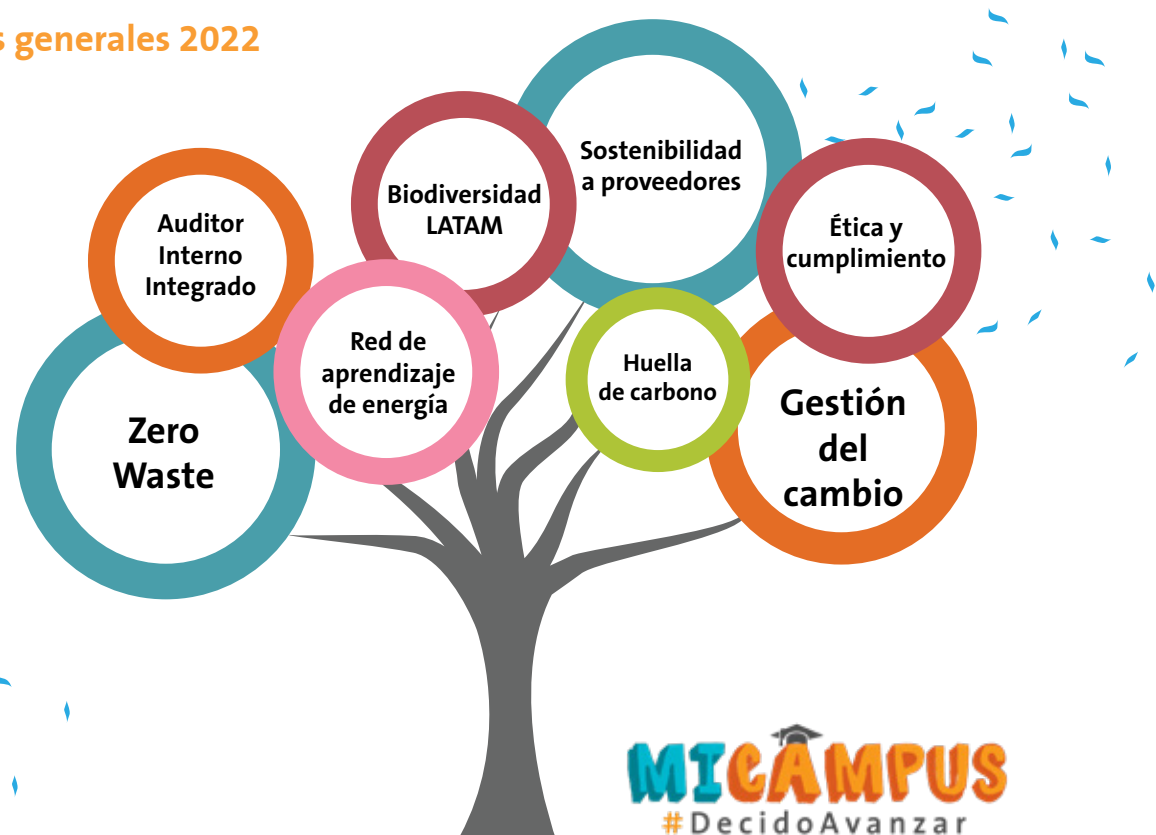 s generales 2022
Sostenibilidad
a proveedores
Biodiversidad
LATAM
Auditor
Interno
Integrado
Ética y
cumplimiento
Red de
aprendizaje
de energía
Huella
de carbono
Zero
Waste
Gestión
del
cambio
MICAMPUS
#DecidoAvanzar